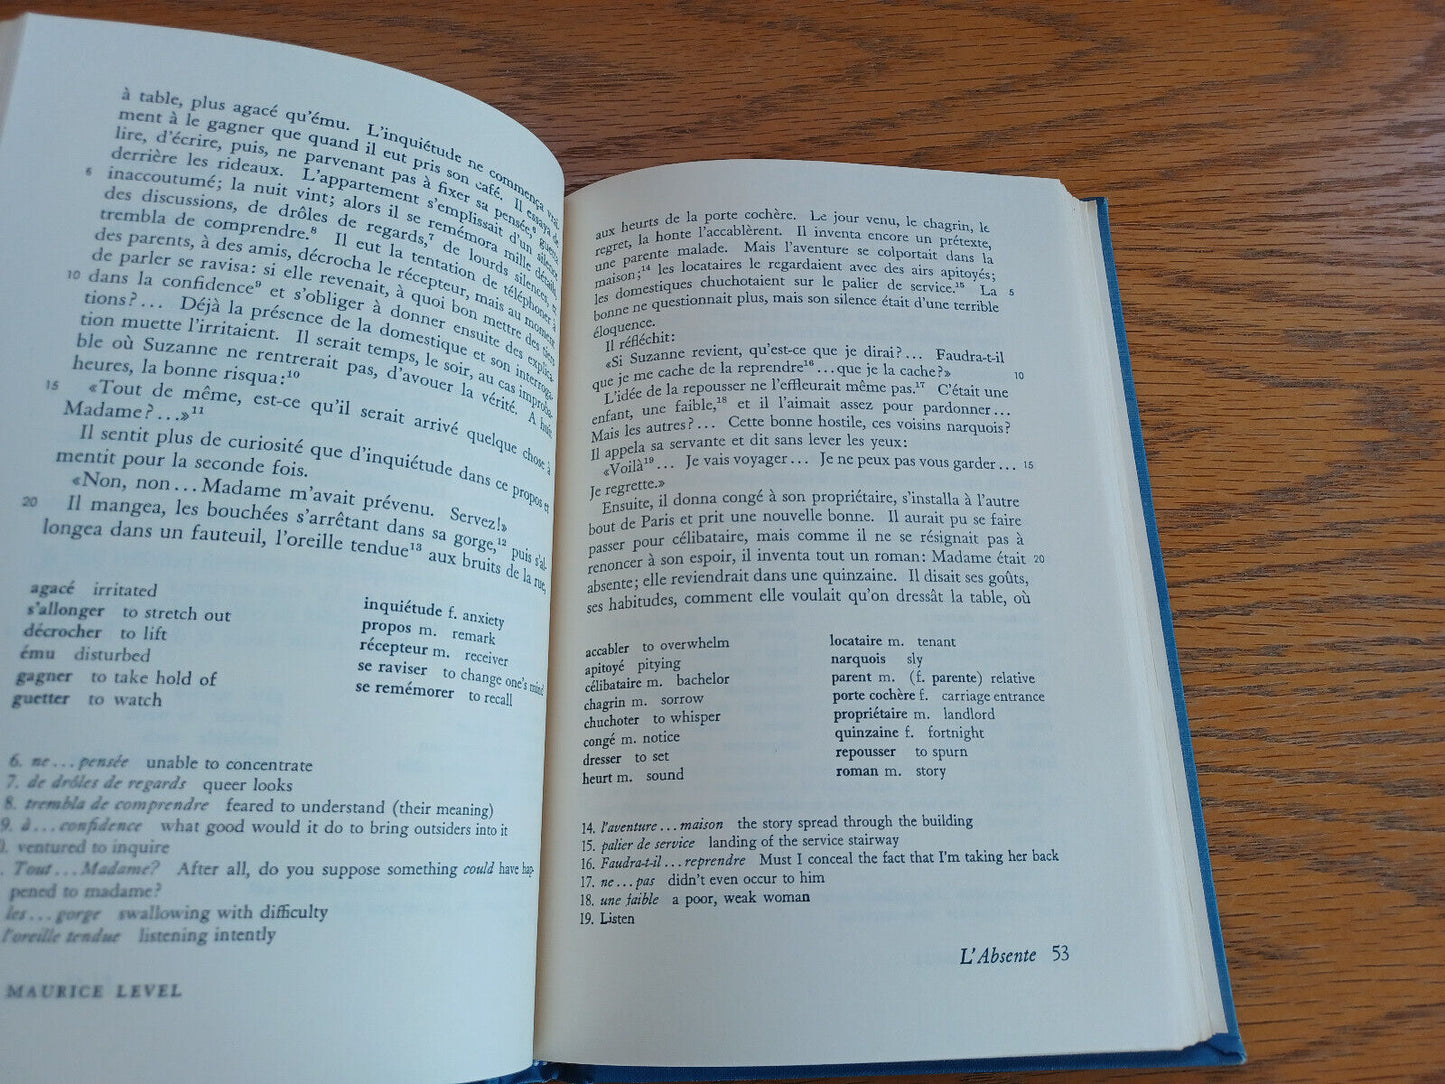 à table, plus agacé qu'ému. L'inquiétude ne commença vrai-
ment à le gagner que quand il eut pris son café. Il essaya de
lire, d'écrire, puis, ne parvenant pas à fixer sa pensée,⁶ guetta
derrière les rideaux. L'appartement s'emplissait d'un silence
5 inaccoutumé; la nuit vint; alors il se remémora mille détails,
des discussions, de drôles de regards,⁷ de lourds silences, et
trembla de comprendre.⁸ Il eut la tentation de téléphoner à
des parents, à des amis, décrocha le récepteur, mais au moment
de parler se ravisa: si elle revenait, à quoi bon mettre des tiers
10 dans la confidence⁹ et s'obliger à donner ensuite des explica-
tions?... Déjà la présence de la domestique et son interroga-
tion muette l'irritaient. Il serait temps, le soir, au cas improba-
ble où Suzanne ne rentrerait pas, d'avouer la vérité. A huit
heures, la bonne risqua:¹⁰
15 «Tout de même, est-ce qu'il serait arrivé quelque chose à
Madame?...»¹¹
Il sentit plus de curiosité que d'inquiétude dans ce propos et
mentit pour la seconde fois.
«Non, non... Madame m'avait prévenu. Servez!»
20 Il mangea, les bouchées s'arrêtant dans sa gorge,¹² puis s'al-
longea dans un fauteuil, l'oreille tendue¹³ aux bruits de la rue,
agacé irritated
s'allonger to stretch out
décrocher to lift
ému disturbed
gagner to take hold of
guetter to watch
inquiétude f. anxiety
propos m. remark
récepteur m. receiver
se raviser to change one's mind
se remémorer to recall
6. ne...pensée unable to concentrate
7. de drôles de regards queer looks
8. trembla de comprendre feared to understand (their meaning)
9. à...confidence what good would it do to bring outsiders into it
0. ventured to inquire
. Tout...Madame? After all, do you suppose something could have hap-
pened to madame?
les...gorge swallowing with difficulty
l'oreille tendue listening intently
MAURICE LEVEL
aux heurts de la porte cochère. Le jour venu, le chagrin, le
regret, la honte l'accablèrent. Il inventa encore un prétexte,
une parente malade. Mais l'aventure se colportait dans la
maison;¹⁴ les locataires le regardaient avec des airs apitoyés;
les domestiques chuchotaient sur le palier de service.¹⁵ La 5
bonne ne questionnait plus, mais son silence était d'une terrible
éloquence.
Il réfléchit:
«Si Suzanne revient, qu'est-ce que je dirai?... Faudra-t-il
que je me cache de la reprendre¹⁶...que je la cache?» 10
L'idée de la repousser ne l'effleurait même pas.¹⁷ C'était une
enfant, une faible,¹⁸ et il l'aimait assez pour pardonner...
Mais les autres?... Cette bonne hostile, ces voisins narquois?
Il appela sa servante et dit sans lever les yeux:
«Voilà¹⁹... Je vais voyager... Je ne peux pas vous garder... 15
Je regrette.»
Ensuite, il donna congé à son propriétaire, s'installa à l'autre
bout de Paris et prit une nouvelle bonne. Il aurait pu se faire
passer pour célibataire, mais comme il ne se résignait pas à
renoncer à son espoir, il inventa tout un roman: Madame était 20
absente; elle reviendrait dans une quinzaine. Il disait ses goûts,
ses habitudes, comment elle voulait qu'on dressât la table, où
accabler to overwhelm
apitoyé pitying
célibataire m. bachelor
chagrin m. sorrow
chuchoter to whisper
congé m. notice
dresser to set
heurt m. sound
locataire m. tenant
narquois sly
parent m. (f. parente) relative
porte cochère f. carriage entrance
propriétaire m. landlord
quinzaine f. fortnight
repousser to spurn
roman m. story
14. l'aventure...maison the story spread through the building
15. palier de service landing of the service stairway
16. Faudra-t-il...reprendre Must I conceal the fact that I'm taking her back
17. ne...pas didn't even occur to him
18. une faible a poor, weak woman
19. Listen
L'Absente 53